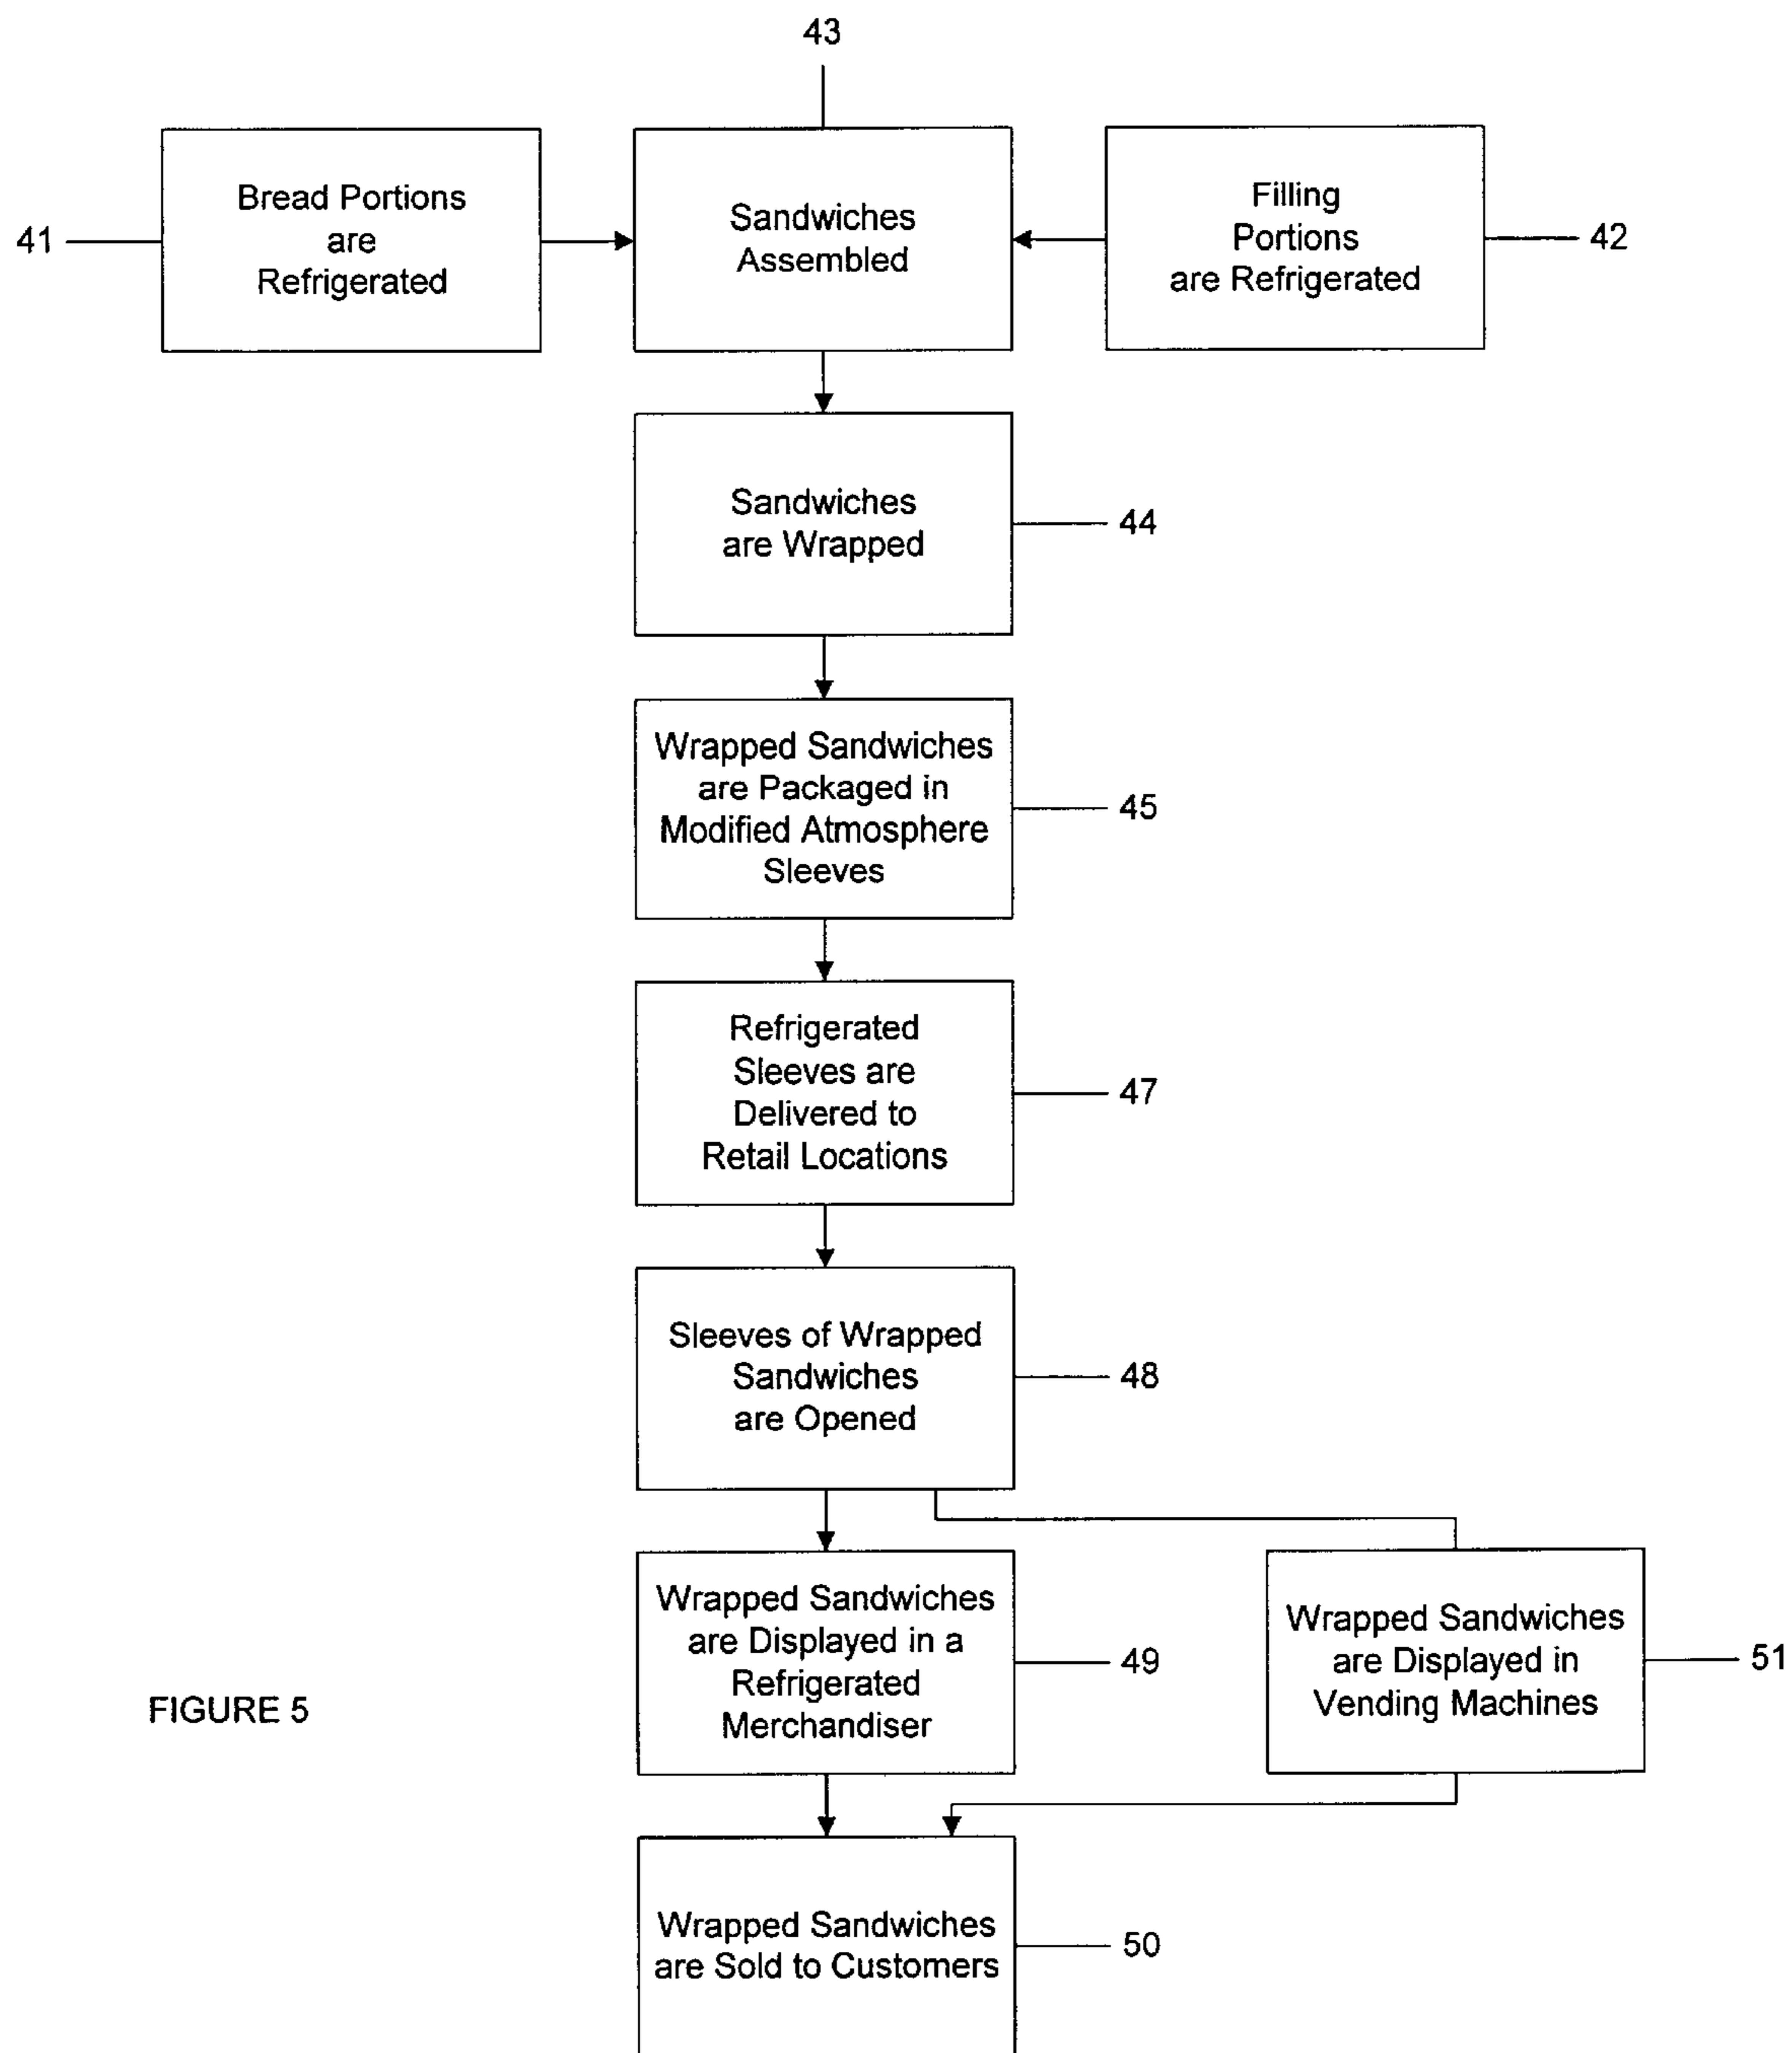 43
Bread Portions
are
Refrigerated
41
Sandwiches
Assembled
Filling
Portions
are Refrigerated
42
Sandwiches
are Wrapped
44
Wrapped Sandwiches
are Packaged in
Modified Atmosphere
Sleeves
45
Refrigerated
Sleeves are
Delivered to
Retail Locations
47
Sleeves of Wrapped
Sandwiches
are Opened
48
Wrapped Sandwiches
are Displayed in a
Refrigerated
Merchandiser
49
Wrapped Sandwiches
are Displayed in
Vending Machines
51
FIGURE 5
Wrapped Sandwiches
are Sold to Customers
50